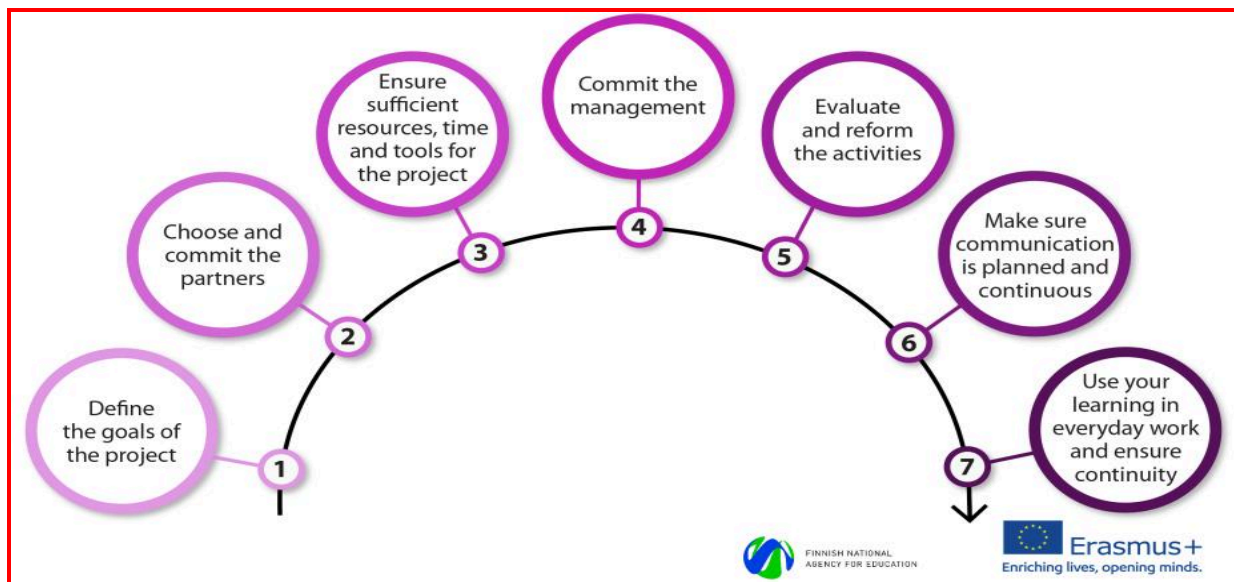 Define
the goals of
the project
1
Choose and
commit the
partners
2
Ensure
sufficient
resources, time
and tools for
the project
3
Commit the
management
4
Evaluate
and reform
the activities
5
Make sure
communication
is planned and
continuous
6
Use your
learning in
everyday work
and ensure
continuity
7
FINNISH NATIONAL
AGENCY FOR EDUCATION
Erasmus+
Enriching lives, opening minds.